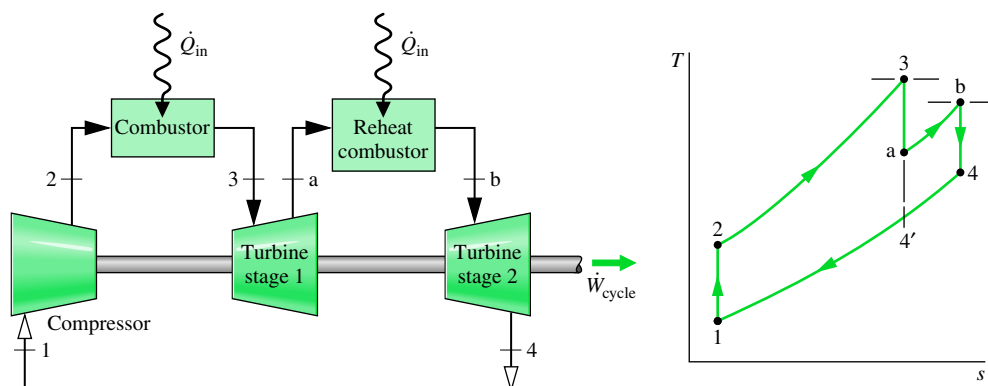 Q̇in
Q̇in
Combustor
Reheat
combustor
2
3
a
b
Turbine
stage 1
Turbine
stage 2
Ẇcycle
Compressor
1
4
T
3
b
a
4
2
4′
1
s